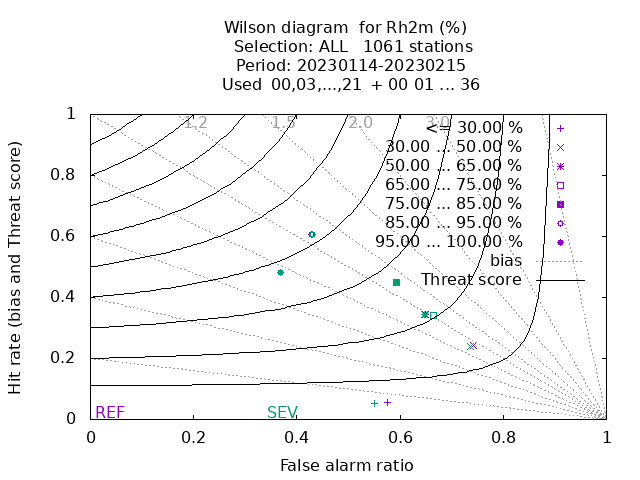 Wilson diagram  for Rh2m (%)
Selection: ALL   1061 stations
Period: 20230114-20230215
Used  00,03,...,21  + 00 01 ... 36
1.2 1.5 2.0 3.0
<= 30.00 %
30.00 ... 50.00 %
50.00 ... 65.00 %
65.00 ... 75.00 %
75.00 ... 85.00 %
85.00 ... 95.00 %
95.00 ... 100.00 %
bias
Threat score
Hit rate (bias and Threat score)
1
0.8
0.6
0.4
0.2
0
REF SEV
0 0.2 0.4 0.6 0.8 1
False alarm ratio